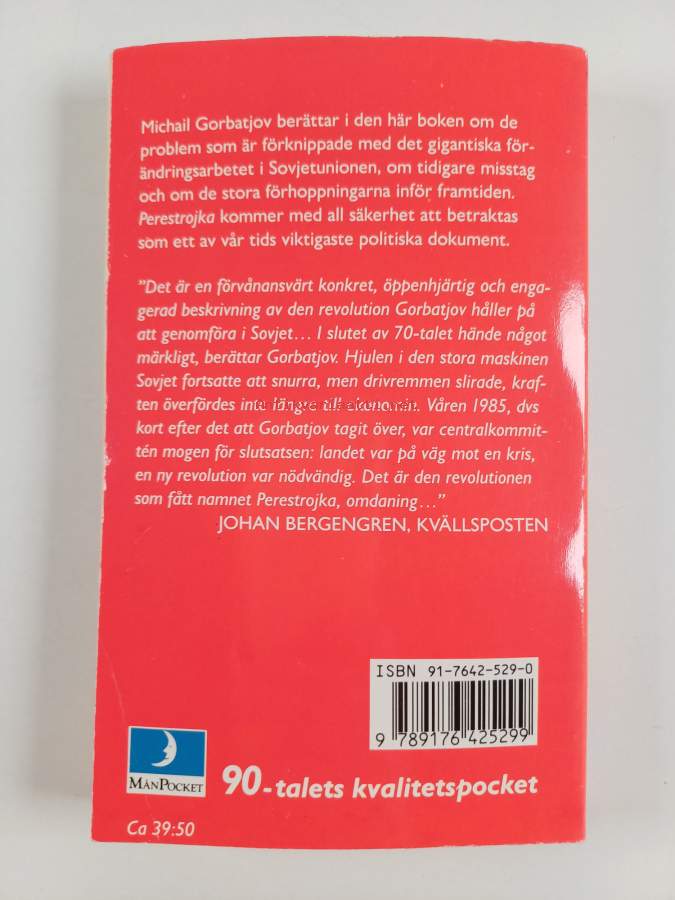 Michail Gorbatjov berättar i den här boken om de
problem som är förknippade med det gigantiska för-
ändringsarbetet i Sovjetunionen, om tidigare misstag
och om de stora förhoppningarna inför framtiden.
Perestrojka kommer med all säkerhet att betraktas
som ett av vår tids viktigaste politiska dokument.
"Det är en förvånansvärt konkret, öppenhjärtig och enga-
gerad beskrivning av den revolution Gorbatjov håller på
att genomföra i Sovjet... I slutet av 70-talet hände något
märkligt, berättar Gorbatjov. Hjulen i den stora maskinen
Sovjet fortsatte att snurra, men drivremmen slirade, kraf-
ten överfördes inte längre till ekonomin. Våren 1985, dvs
kort efter det att Gorbatjov tagit över, var centralkommit-
tén mogen för slutsatsen: landet var på väg mot en kris,
en ny revolution var nödvändig. Det är den revolutionen
som fått namnet Perestrojka, omdaning..."
JOHAN BERGENGREN, KVÄLLSPOSTEN
ISBN 91-7642-529-0
9 789176 425299
MÅNPOCKET
90-talets kvalitetspocket
Ca 39:50